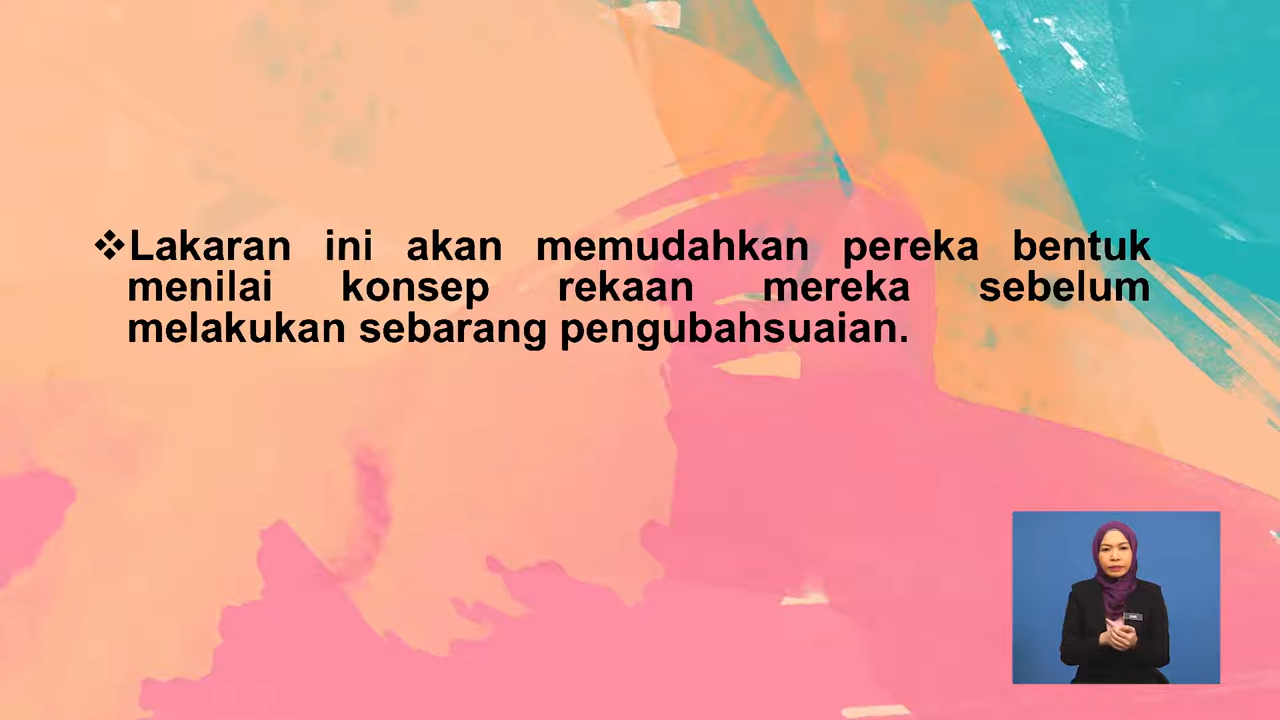 ❖Lakaran ini akan memudahkan pereka bentuk
menilai konsep rekaan mereka sebelum
melakukan sebarang pengubahsuaian.